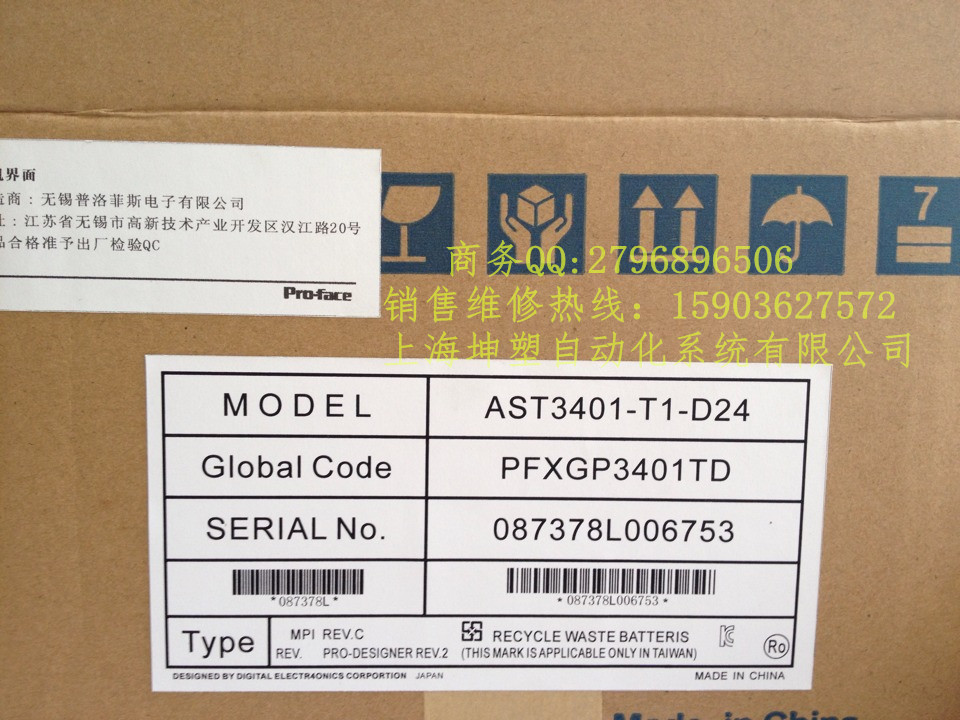 机界面
造商：无锡普洛菲斯电子有限公司
址：江苏省无锡市高新技术产业开发区汉江路20号
品合格准予出厂检验QC
Pro-face
7
商务QQ:2796896506
销售维修热线：15903627572
上海坤塑自动化系统有限公司
MODEL AST3401-T1-D24
Global Code PFXGP3401TD
SERIAL No. 087378L006753
*087378L* *087378L006753*
Type MPI REV.C
REV. PRO-DESIGNER REV.2
RECYCLE WASTE BATTERIS
(THIS MARK IS APPLICABLE ONLY IN TAIWAN)
Ro
DESIGNED BY DIGITAL ELECTR4ONICS CORPORTION JAPAN
MADE IN CHINA
Made in China